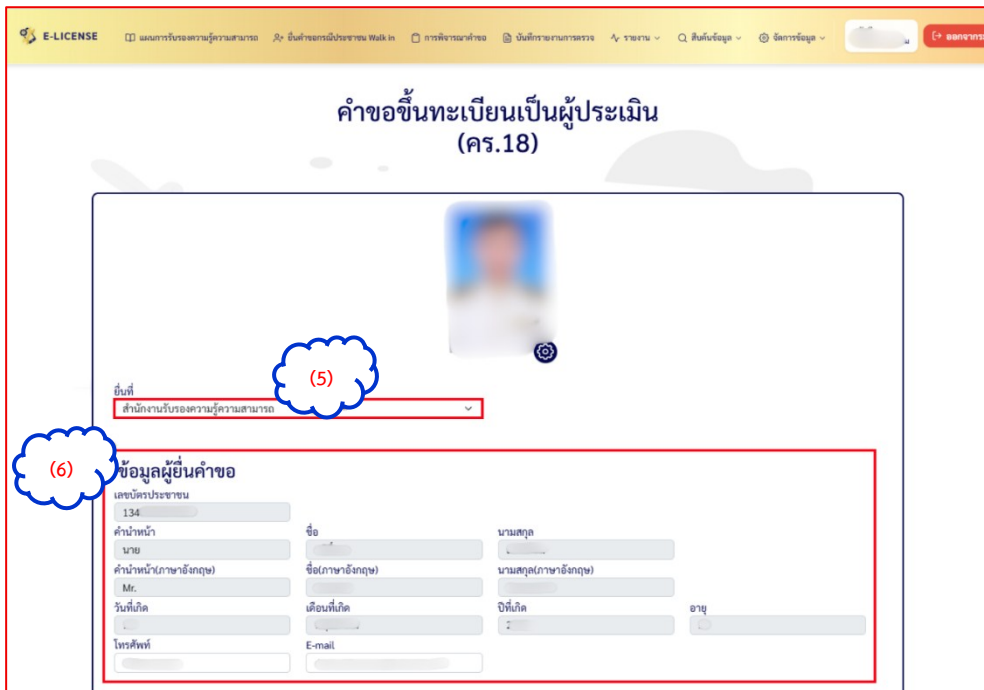 E-LICENSE แผนการรับรองความรู้ความสามารถ ยื่นคำขอกรณีประชาชน Walk in การพิจารณาคำขอ บันทึกรายงานการตรวจ รายงาน สืบค้นข้อมูล จัดการข้อมูล ออกจากระ
คำขอขึ้นทะเบียนเป็นผู้ประเมิน
(คร.18)
(5)
ยื่นที่
สำนักงานรับรองความรู้ความสามารถ
(6)
ข้อมูลผู้ยื่นคำขอ
เลขบัตรประชาชน
134
คำนำหน้า ชื่อ นามสกุล
นาย
คำนำหน้า(ภาษาอังกฤษ) ชื่อ(ภาษาอังกฤษ) นามสกุล(ภาษาอังกฤษ)
Mr.
วันที่เกิด เดือนที่เกิด ปีที่เกิด อายุ
2
โทรศัพท์ E-mail